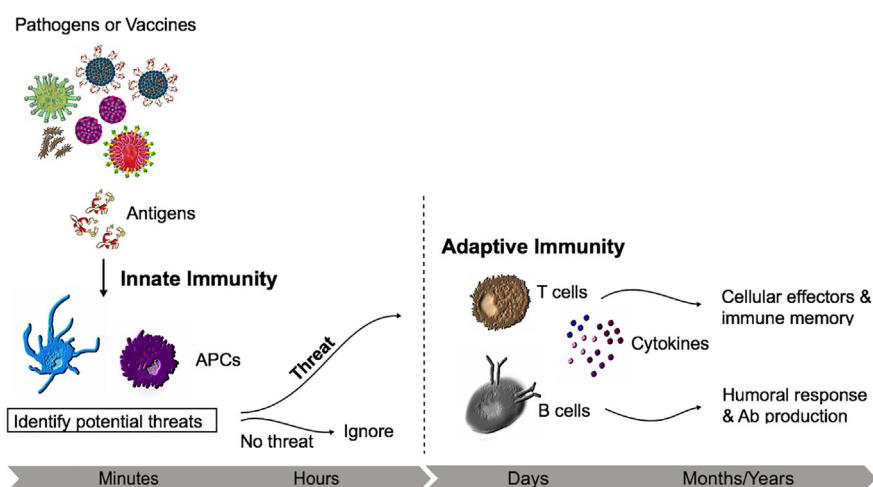 Pathogens or Vaccines
Antigens
Innate Immunity
APCs
Identify potential threats
Threat
No threat
Ignore
Adaptive Immunity
T cells
Cellular effectors &
immune memory
Cytokines
B cells
Humoral response
& Ab production
Minutes
Hours
Days
Months/Years